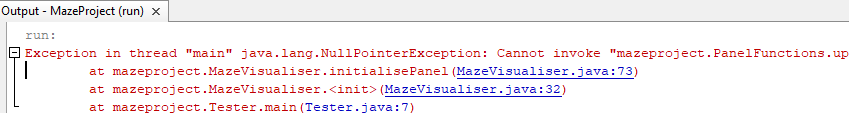 Output - MazeProject (run) ×
run:
Exception in thread "main" java.lang.NullPointerException: Cannot invoke "mazeproject.PanelFunctions.up
at mazeproject.MazeVisualiser.initialisePanel(MazeVisualiser.java:73)
at mazeproject.MazeVisualiser.<init>(MazeVisualiser.java:32)
at mazeproject.Tester.main(Tester.java:7)